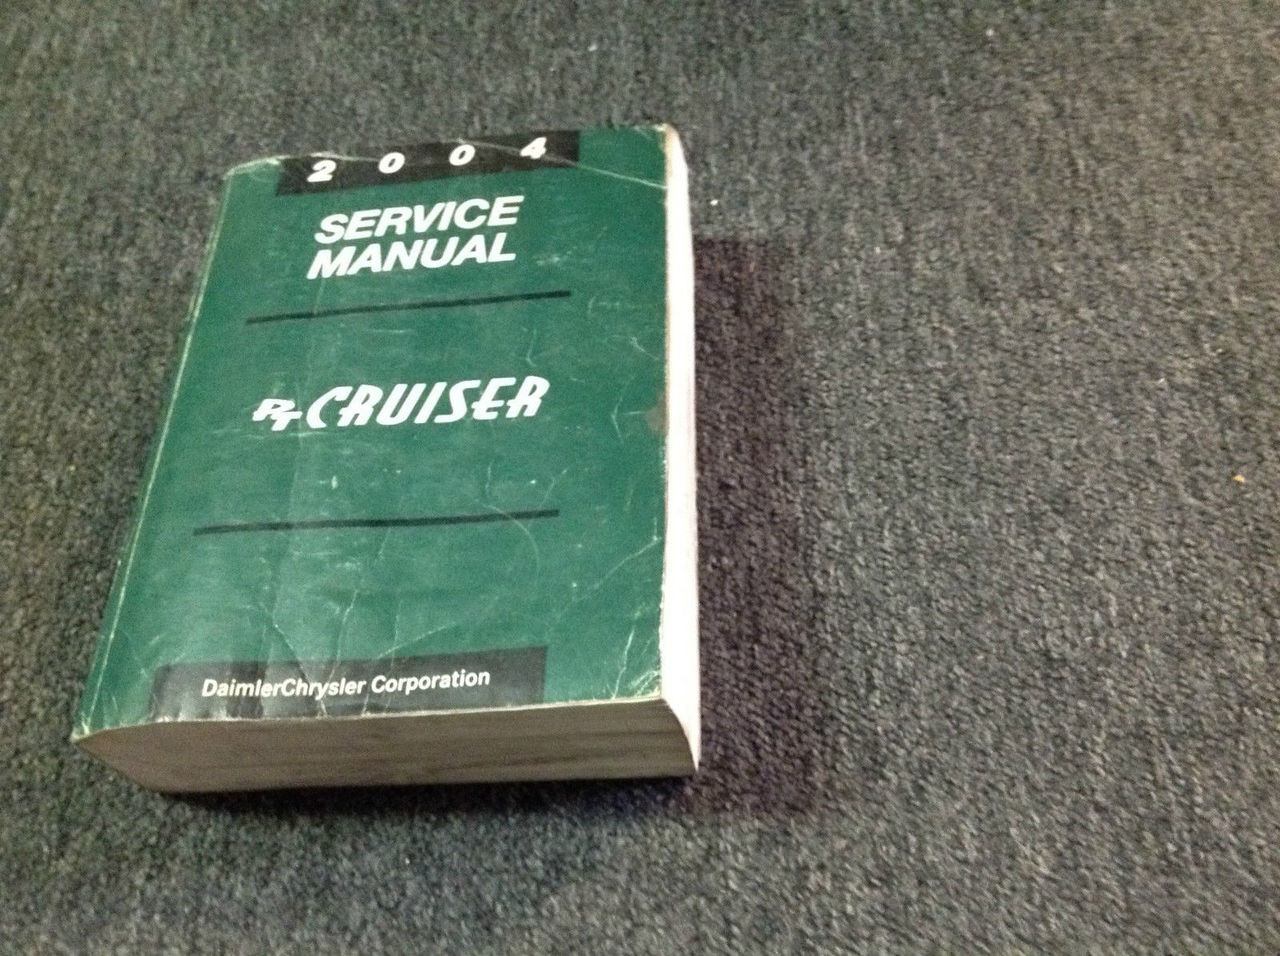 2004
SERVICE
MANUAL
PT CRUISER
DaimlerChrysler Corporation